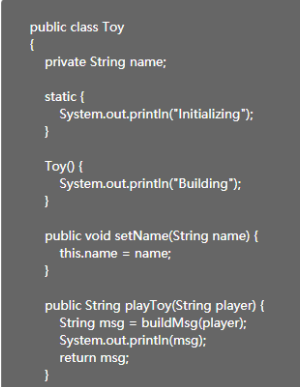 public class Toy
{
private String name;
static {
System.out.println("Initializing");
}
Toy() {
System.out.println("Building");
}
public void setName(String name) {
this.name = name;
}
public String playToy(String player) {
String msg = buildMsg(player);
System.out.println(msg);
return msg;
}